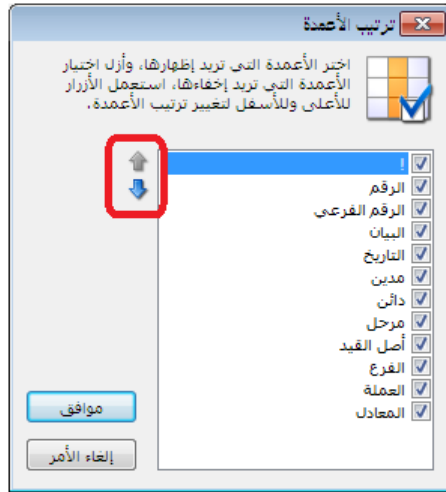 ترتيب الأعمدة
اختر الأعمدة التي تريد إظهارها، وأزل اختيار
الأعمدة التي تريد إخفاءها، استعمل الأزرار
للأعلى وللأسفل لتغيير ترتيب الأعمدة.
!
الرقم
الرقم الفرعي
البيان
التاريخ
مدين
دائن
مرحل
أصل القيد
الفرع
العملة
المعادل
موافق
إلغاء الأمر